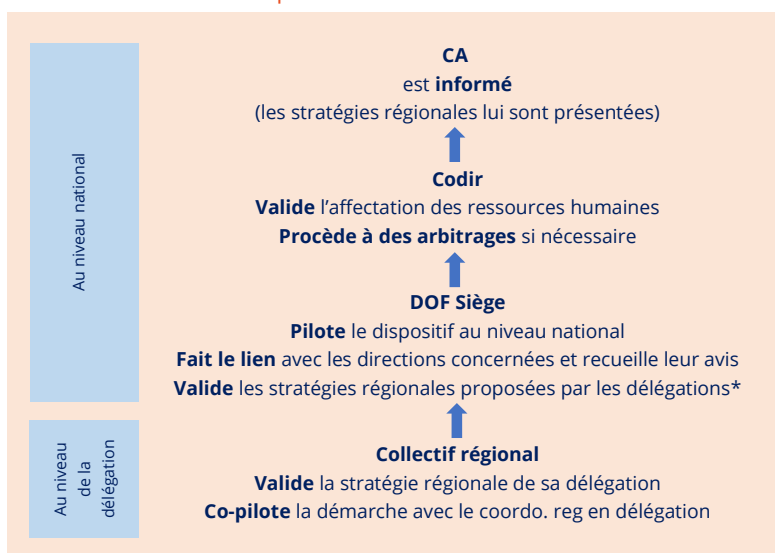 Au niveau national
CA
est informé
(les stratégies régionales lui sont présentées)
Codir
Valide l’affectation des ressources humaines
Procède à des arbitrages si nécessaire
DOF Siège
Pilote le dispositif au niveau national
Fait le lien avec les directions concernées et recueille leur avis
Valide les stratégies régionales proposées par les délégations*
Au niveau
de la
délégation
Collectif régional
Valide la stratégie régionale de sa délégation
Co-pilote la démarche avec le coordo. reg en délégation